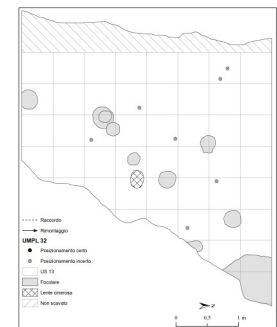 Raccordo
Rimontaggio
UMPL 32
Posizionamento certo
Posizionamento incerto
US 13
Focolare
Lente cinerosa
Non scavato
0 0,5 1 m